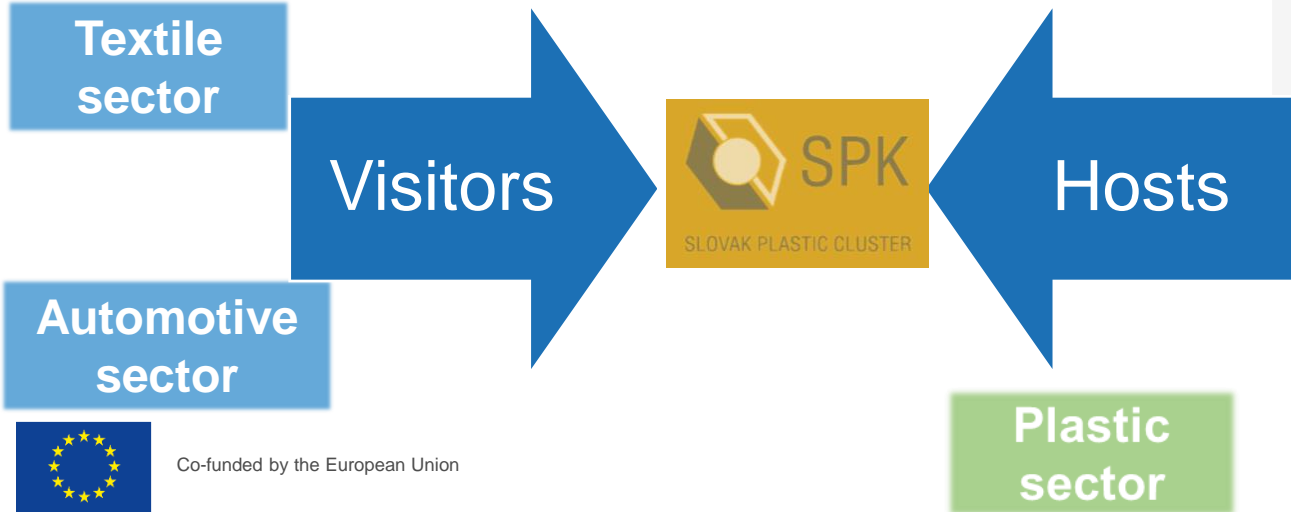 Textile
sector
Visitors
SPK
SLOVAK PLASTIC CLUSTER
Hosts
Automotive
sector
Co-funded by the European Union
Plastic
sector